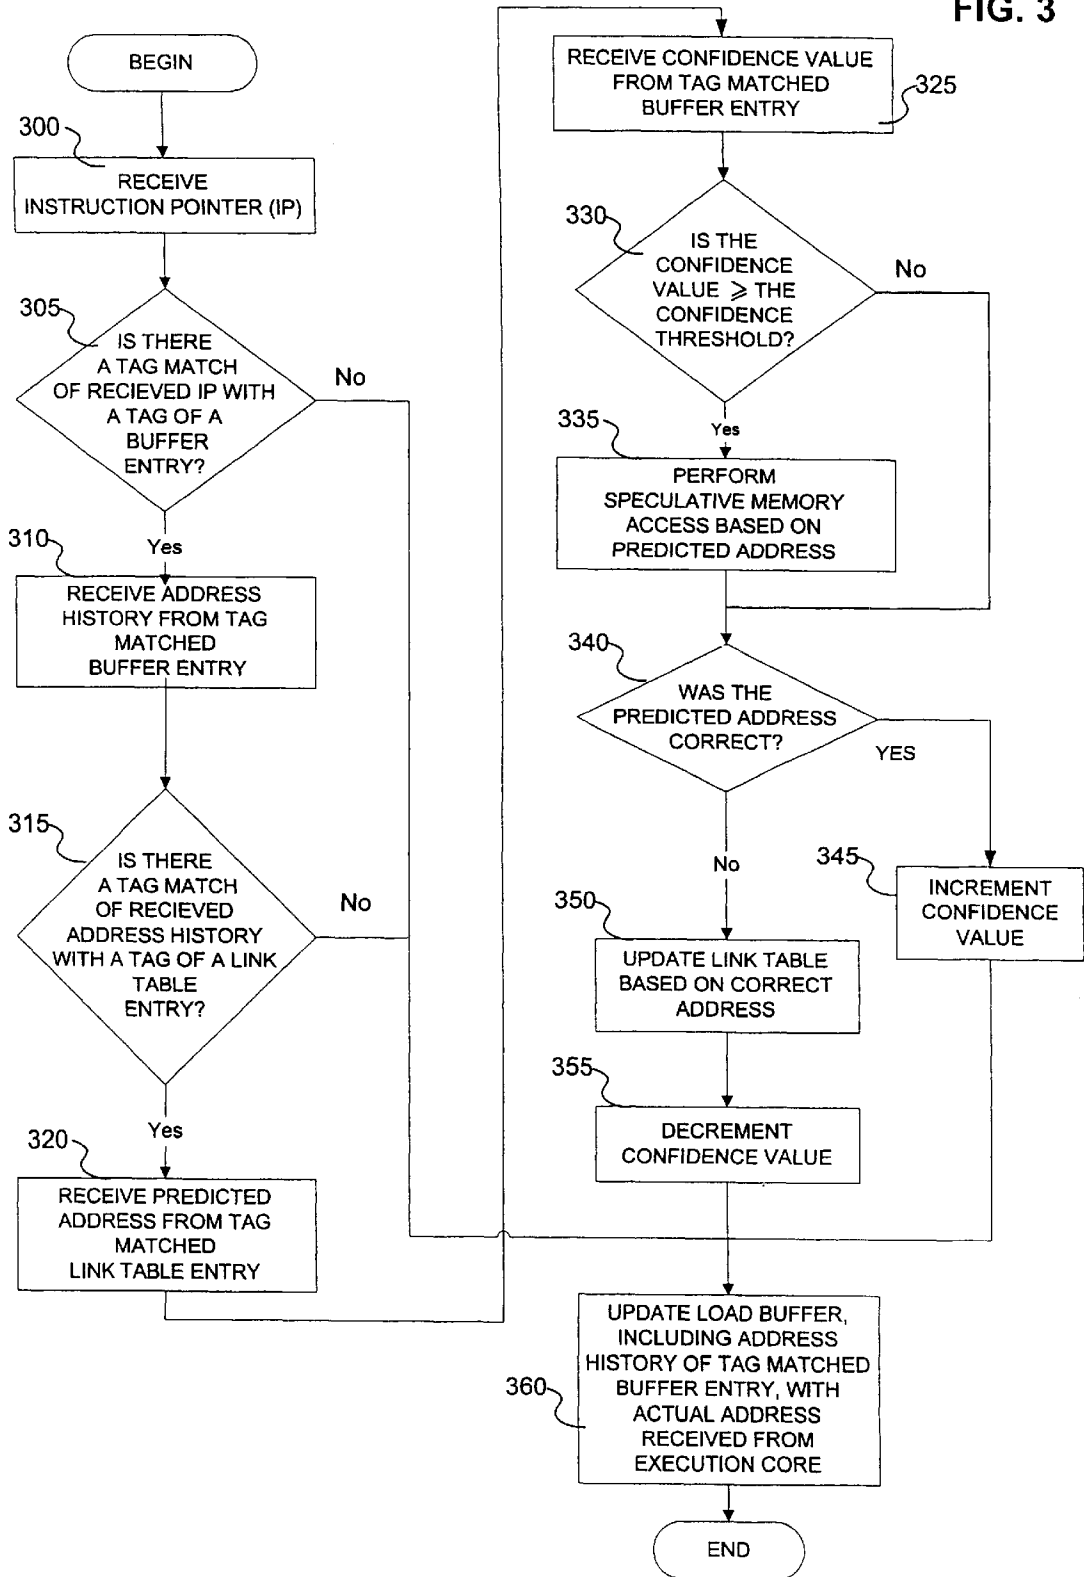 FIG. 3
BEGIN
300
RECEIVE
INSTRUCTION POINTER (IP)
305
IS THERE
A TAG MATCH
OF RECIEVED IP WITH
A TAG OF A
BUFFER
ENTRY?
No
Yes
310
RECEIVE ADDRESS
HISTORY FROM TAG
MATCHED
BUFFER ENTRY
315
IS THERE
A TAG MATCH
OF RECIEVED
ADDRESS HISTORY
WITH A TAG OF A LINK
TABLE
ENTRY?
No
Yes
320
RECEIVE PREDICTED
ADDRESS FROM TAG
MATCHED
LINK TABLE ENTRY
RECEIVE CONFIDENCE VALUE
FROM TAG MATCHED
BUFFER ENTRY
325
330
IS THE
CONFIDENCE
VALUE ⩾ THE
CONFIDENCE
THRESHOLD?
No
Yes
335
PERFORM
SPECULATIVE MEMORY
ACCESS BASED ON
PREDICTED ADDRESS
340
WAS THE
PREDICTED ADDRESS
CORRECT?
YES
No
345
INCREMENT
CONFIDENCE
VALUE
350
UPDATE LINK TABLE
BASED ON CORRECT
ADDRESS
355
DECREMENT
CONFIDENCE VALUE
360
UPDATE LOAD BUFFER,
INCLUDING ADDRESS
HISTORY OF TAG MATCHED
BUFFER ENTRY, WITH
ACTUAL ADDRESS
RECEIVED FROM
EXECUTION CORE
END